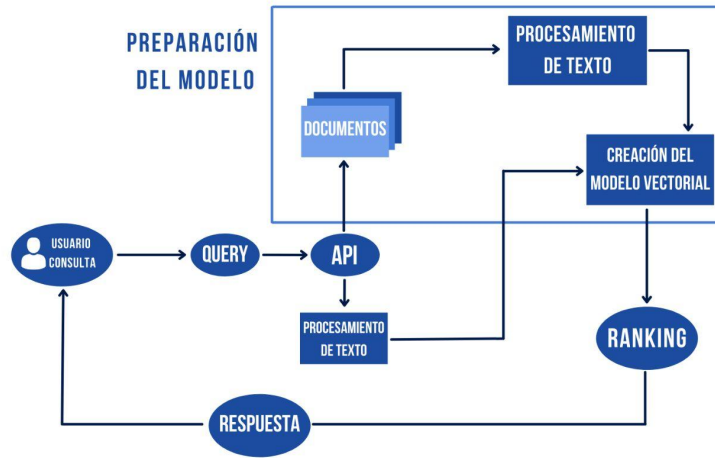 PREPARACIÓN
DEL MODELO
PROCESAMIENTO
DE TEXTO
DOCUMENTOS
CREACIÓN DEL
MODELO VECTORIAL
USUARIO
CONSULTA
QUERY
API
PROCESAMIENTO
DE TEXTO
RANKING
RESPUESTA